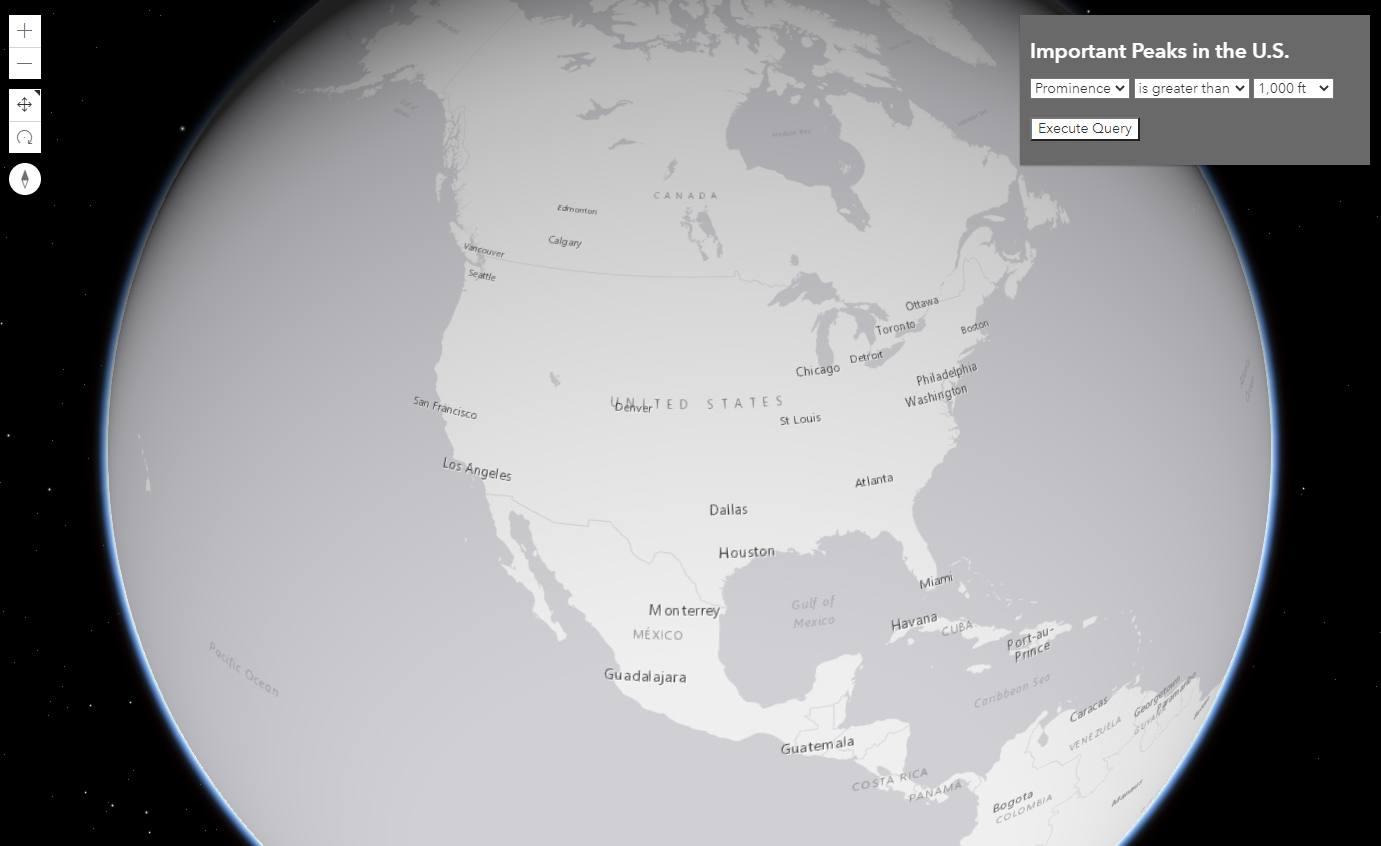 Important Peaks in the U.S.
Prominence is greater than 1,000 ft
Execute Query
Hudson Bay
CANADA
Edmonton
Calgary
Vancouver
Seattle
Ottawa
Toronto
Boston
Detroit
Chicago
Philadelphia
Washington
San Francisco
UNITED STATES
Denver
St Louis
Los Angeles
Atlanta
Dallas
Houston
Miami
Monterrey
MÉXICO
Gulf of
Mexico
Havana
CUBA
Port-au-
Prince
Guadalajara
Pacific Ocean
Caribbean Sea
Caracas
VENEZUELA
Georgetown
Paramaribo
GUYANA
Guatemala
COSTA RICA
PANAMÁ
Bogota
COLOMBIA
Manaus